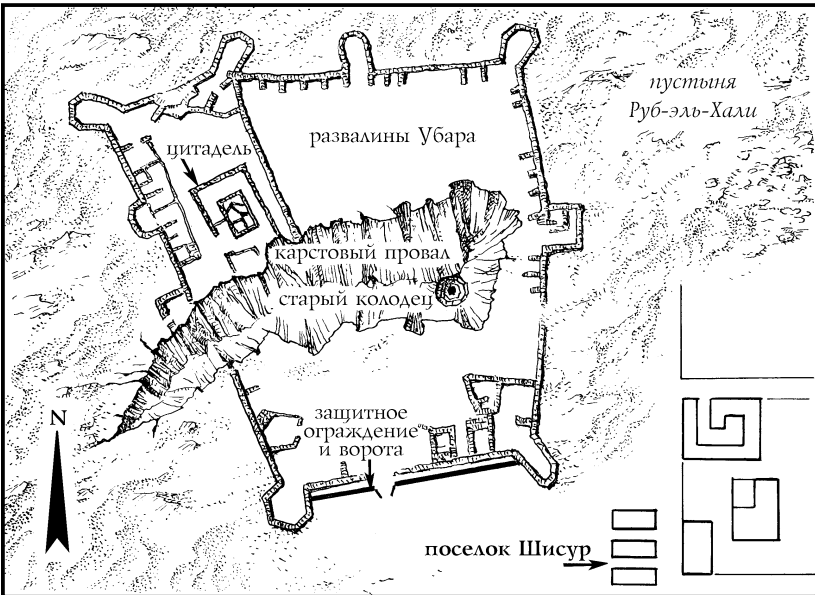 пустыня
Руб-эль-Хали
развалины Убара
цитадель
карстовый провал
старый колодец
N
защитное
ограждение
и ворота
поселок Шисур